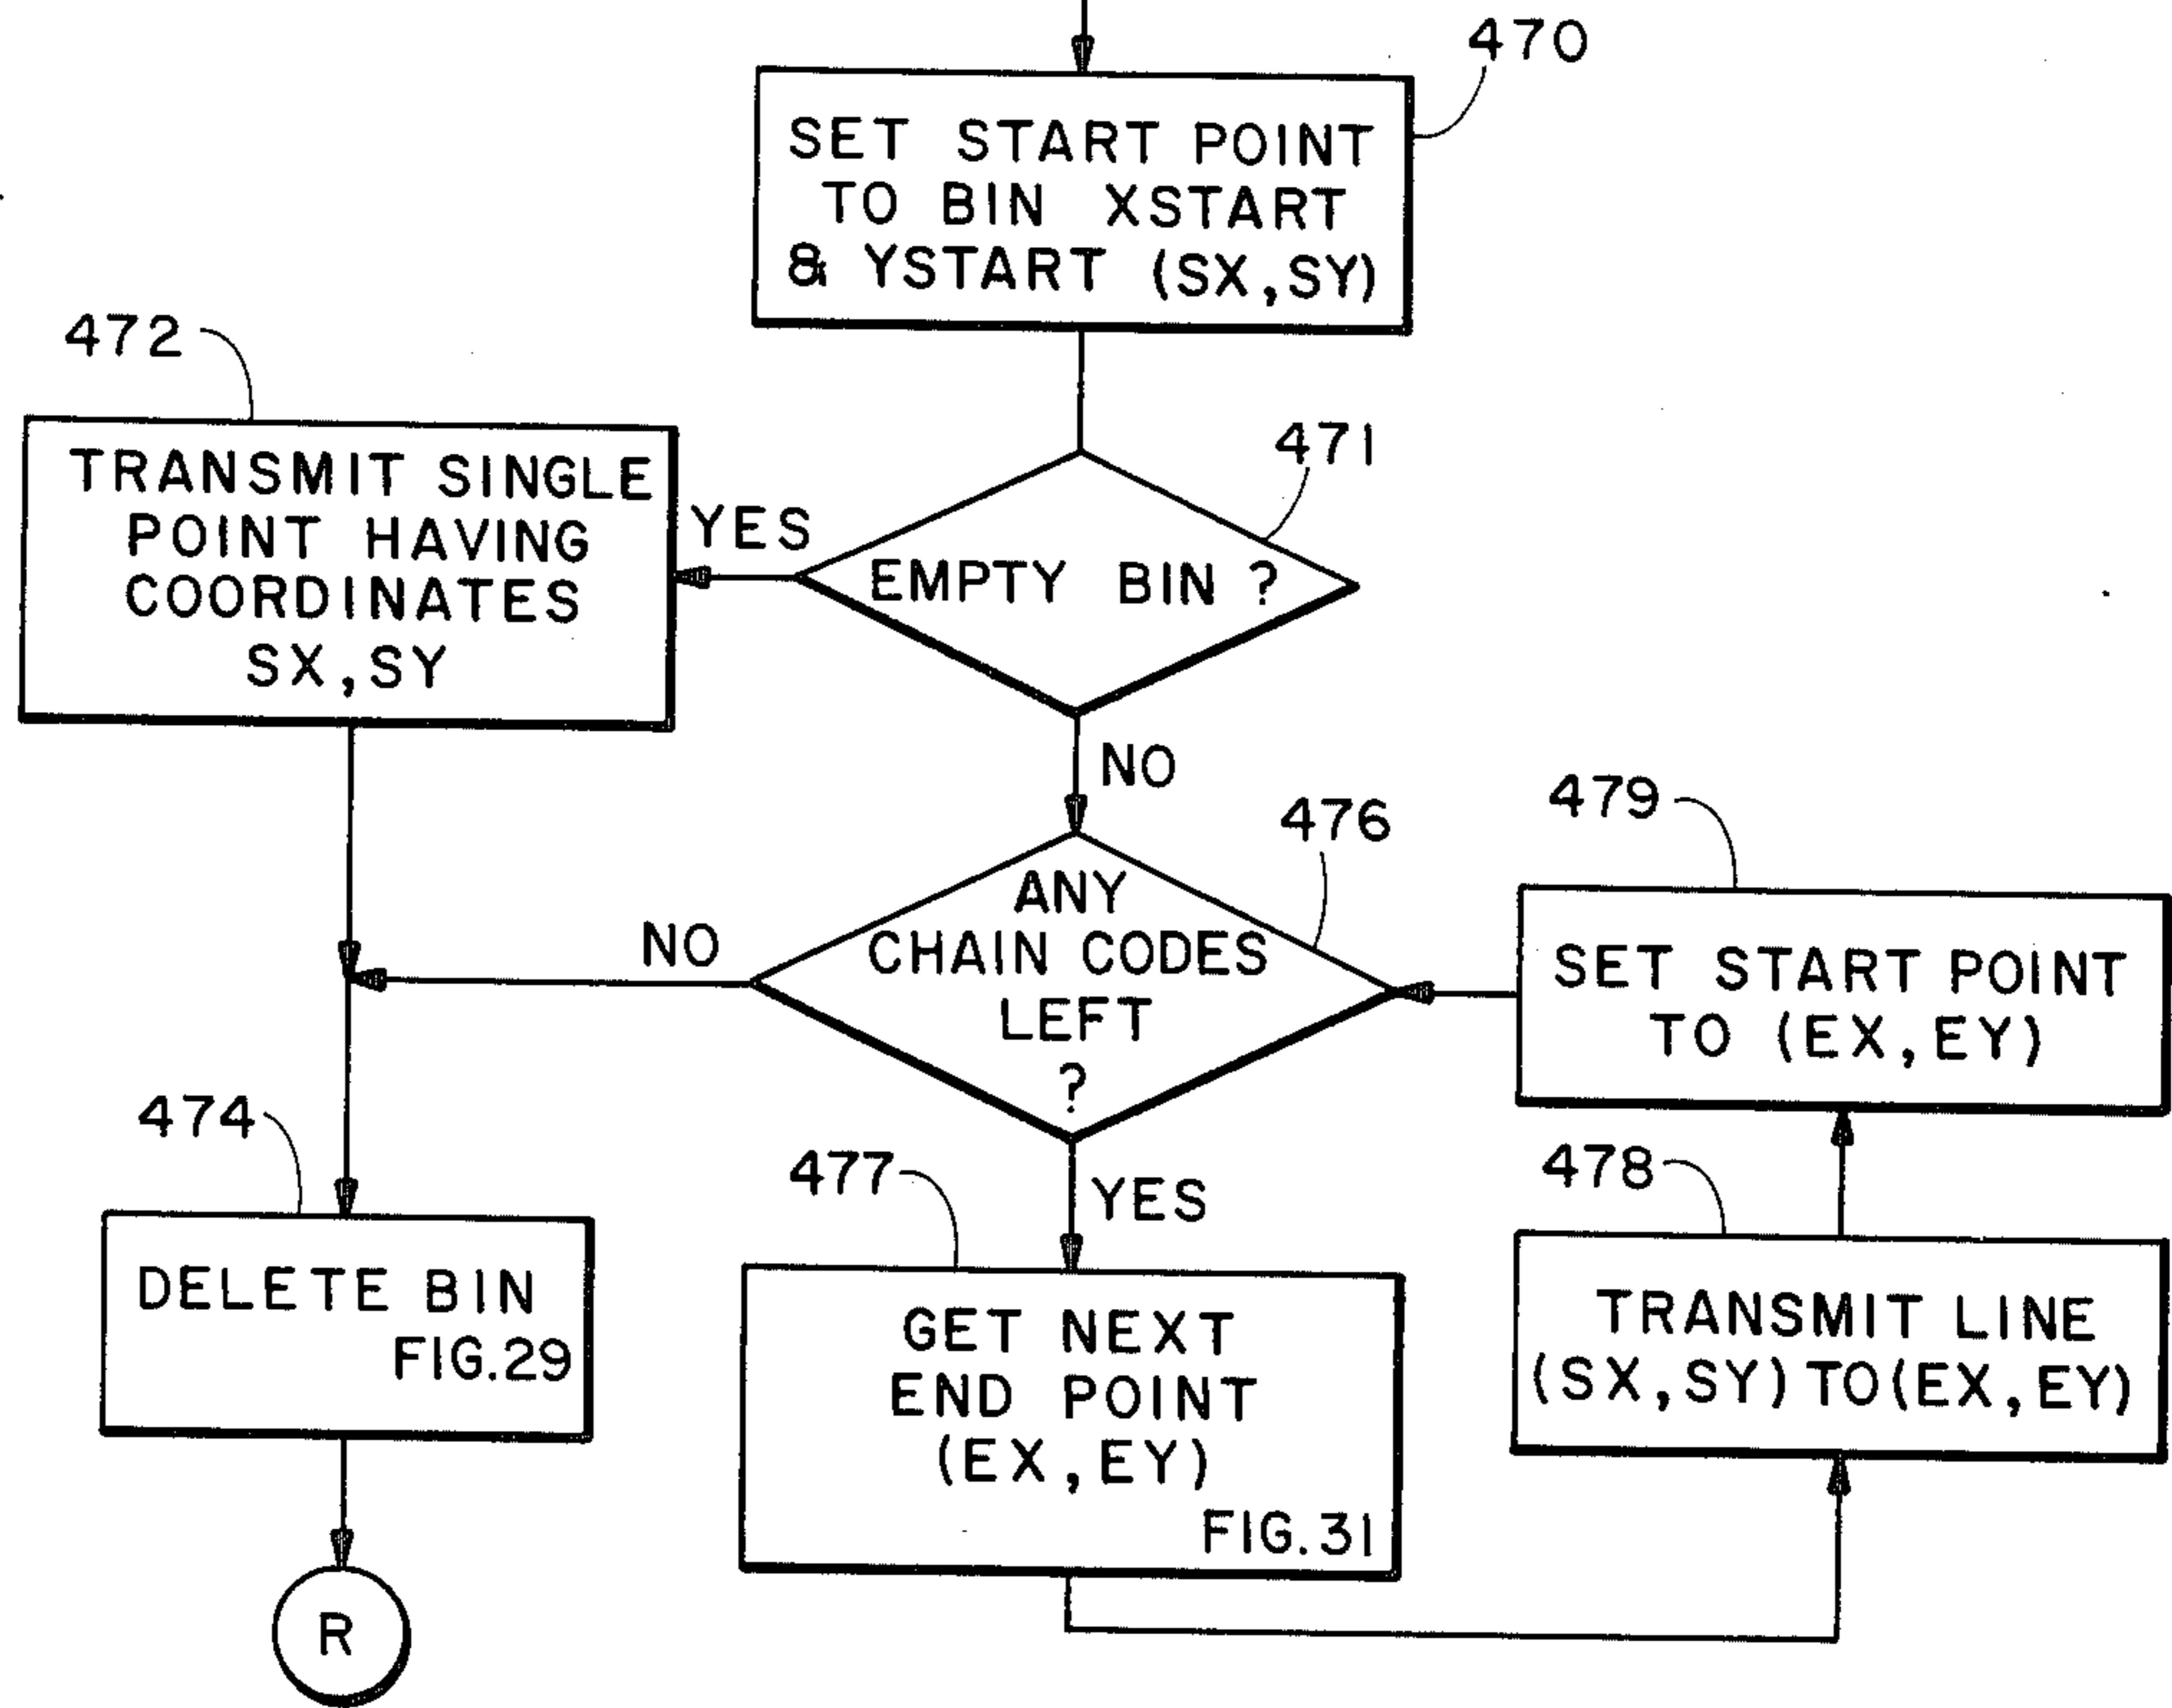 470
SET START POINT
TO BIN XSTART
& YSTART (SX,SY)
472
TRANSMIT SINGLE
POINT HAVING
COORDINATES
SX,SY
471
YES
EMPTY BIN ?
NO
476
ANY
CHAIN CODES
LEFT
?
NO
479
SET START POINT
TO (EX,EY)
474
DELETE BIN
FIG.29
477
YES
GET NEXT
END POINT
(EX,EY)
FIG.31
478
TRANSMIT LINE
(SX,SY) TO (EX,EY)
R